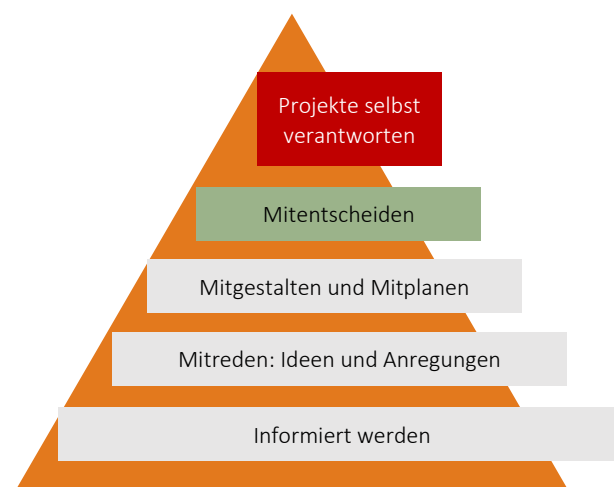 Projekte selbst
verantworten
Mitentscheiden
Mitgestalten und Mitplanen
Mitreden: Ideen und Anregungen
Informiert werden